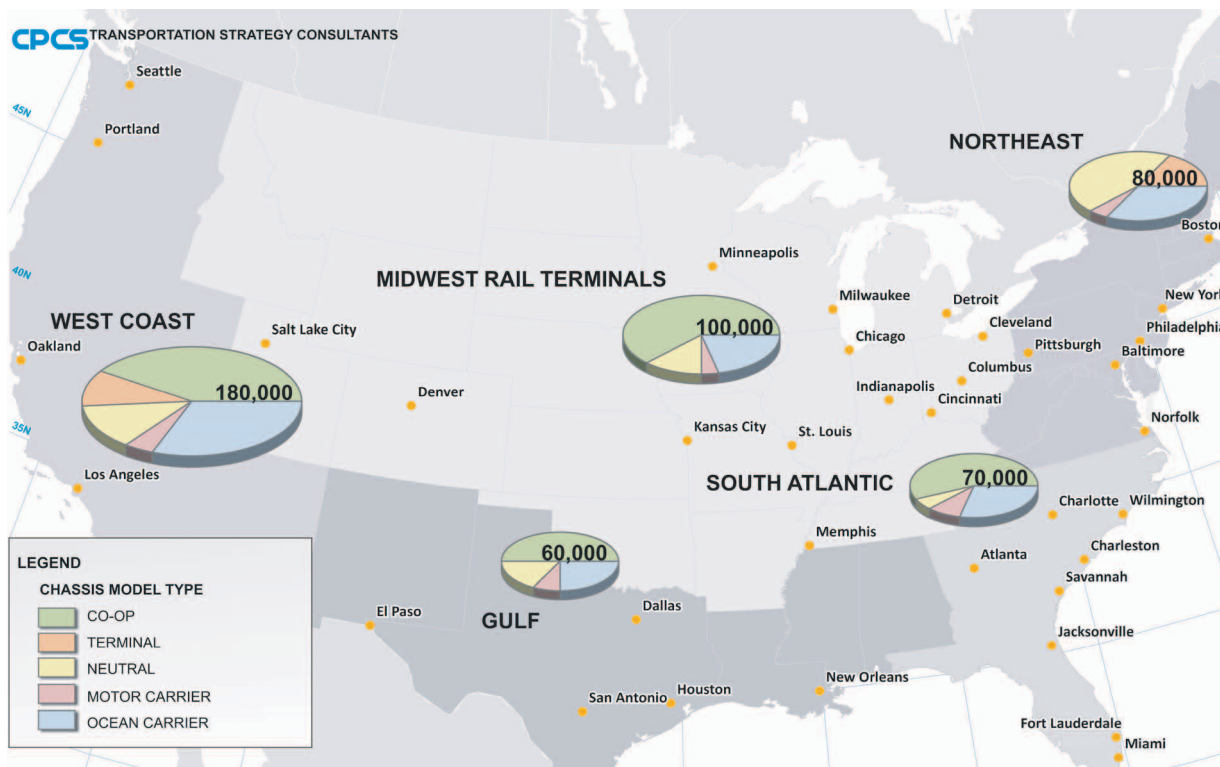 CPCS TRANSPORTATION STRATEGY CONSULTANTS
Seattle
45N
Portland
NORTHEAST
80,000
Boston
Minneapolis
40N
MIDWEST RAIL TERMINALS
Milwaukee
Detroit
New York
WEST COAST
Salt Lake City
100,000
Cleveland
Philadelphia
Oakland
Chicago
Pittsburgh
Baltimore
Columbus
180,000
Denver
Indianapolis
Cincinnati
35N
Kansas City
St. Louis
Norfolk
Los Angeles
SOUTH ATLANTIC
70,000
Charlotte
Wilmington
Memphis
60,000
Atlanta
Charleston
Savannah
LEGEND
CHASSIS MODEL TYPE
CO-OP
TERMINAL
NEUTRAL
MOTOR CARRIER
OCEAN CARRIER
El Paso
GULF
Dallas
Jacksonville
San Antonio
Houston
New Orleans
Fort Lauderdale
Miami